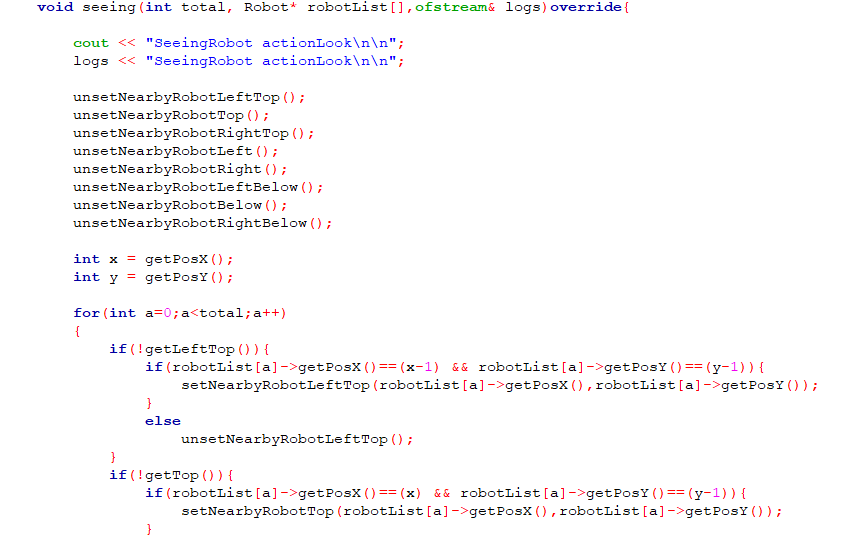 void seeing(int total, Robot* robotList[],ofstream& logs)override{
cout << "SeeingRobot actionLook\n\n";
logs << "SeeingRobot actionLook\n\n";
unsetNearbyRobotLeftTop();
unsetNearbyRobotTop();
unsetNearbyRobotRightTop();
unsetNearbyRobotLeft();
unsetNearbyRobotRight();
unsetNearbyRobotLeftBelow();
unsetNearbyRobotBelow();
unsetNearbyRobotRightBelow();
int x = getPosX();
int y = getPosY();
for(int a=0;a<total;a++)
{
if(!getLeftTop()){
if(robotList[a]->getPosX()==(x-1) && robotList[a]->getPosY()==(y-1)){
setNearbyRobotLeftTop(robotList[a]->getPosX(),robotList[a]->getPosY());
}
else
unsetNearbyRobotLeftTop();
}
if(!getTop()){
if(robotList[a]->getPosX()==(x) && robotList[a]->getPosY()==(y-1)){
setNearbyRobotTop(robotList[a]->getPosX(),robotList[a]->getPosY());
}